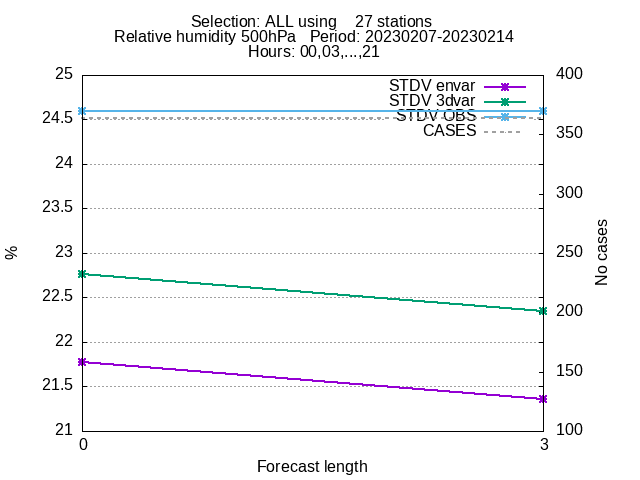 Selection: ALL using    27 stations
Relative humidity 500hPa   Period: 20230207-20230214
Hours: 00,03,...,21
25
24.5
24
23.5
23
22.5
22
21.5
21
%
400
350
300
250
200
150
100
No cases
STDV envar
STDV 3dvar
STDV OBS
CASES
0
3
Forecast length